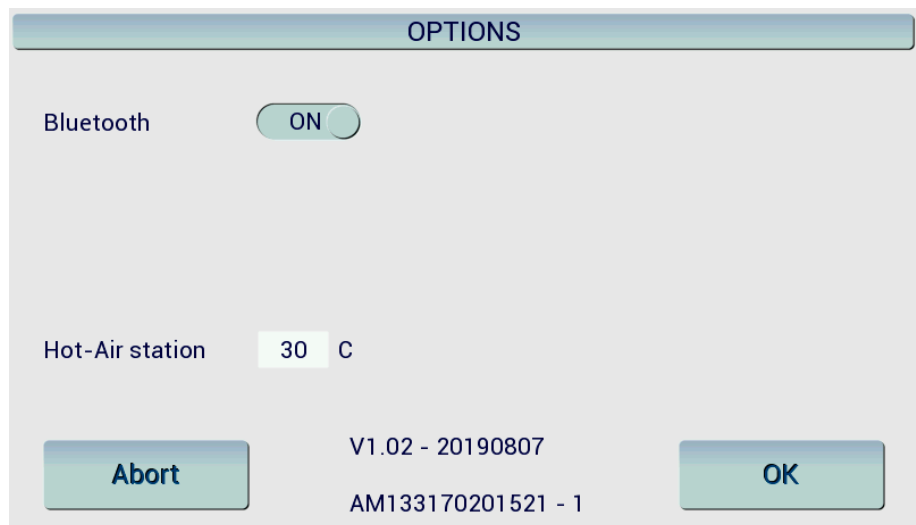 OPTIONS
Bluetooth ON
Hot-Air station 30 C
Abort
V1.02 - 20190807
AM133170201521 - 1
OK